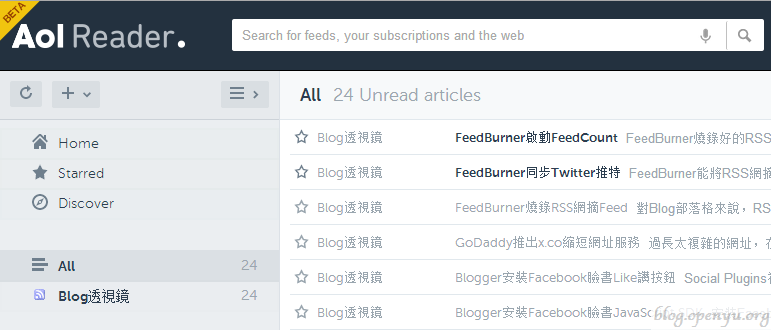 BETA
Aol Reader.
Search for feeds, your subscriptions and the web
All 24 Unread articles
Home
Starred
Discover
All 24
Blog透視鏡 24
Blog透視鏡 FeedBurner啟動FeedCount FeedBurner燒錄好的RSS
Blog透視鏡 FeedBurner同步Twitter推特 FeedBurner能將RSS網摘
Blog透視鏡 FeedBurner燒錄RSS網摘Feed 對Blog部落格來說，RS
Blog透視鏡 GoDaddy推出x.co縮短網址服務 過長太複雜的網址，在
Blog透視鏡 Blogger安裝Facebook臉書Like讚按鈕 Social Plugins社
Blog透視鏡 Blogger安裝Facebook臉書JavaSc
blog.openyu.org